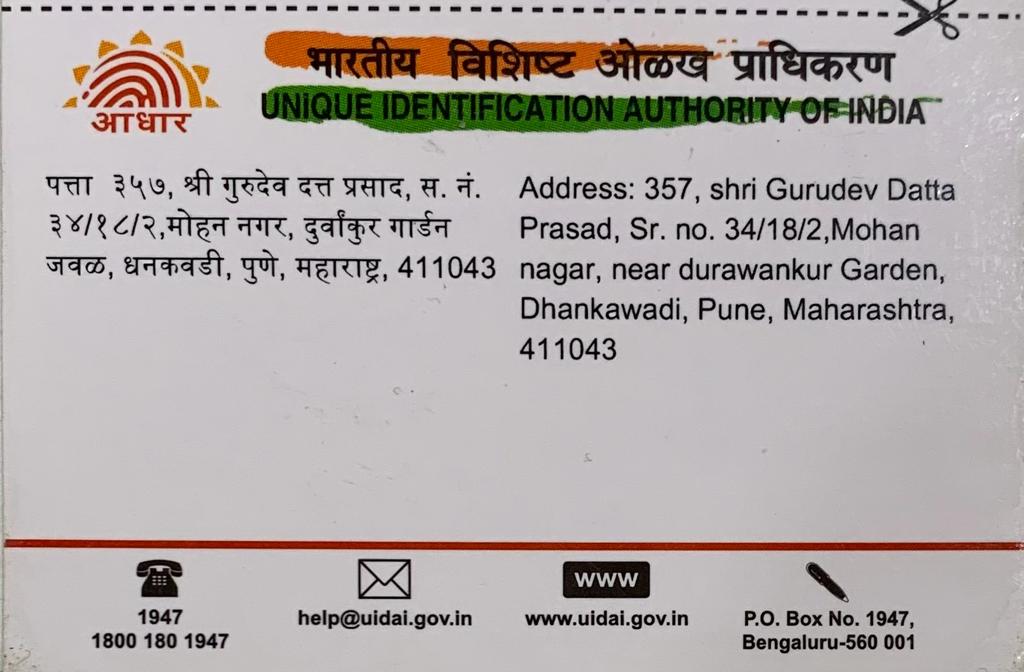 भारतीय विशिष्ट ओळख प्राधिकरण
UNIQUE IDENTIFICATION AUTHORITY OF INDIA
आधार
पत्ता ३५७, श्री गुरुदेव दत्त प्रसाद, स. नं.
३४/१८/२,मोहन नगर, दुर्वांकुर गार्डन
जवळ, धनकवडी, पुणे, महाराष्ट्र, 411043
Address: 357, shri Gurudev Datta
Prasad, Sr. no. 34/18/2,Mohan
nagar, near durawankur Garden,
Dhankawadi, Pune, Maharashtra,
411043
1947
1800 180 1947
help@uidai.gov.in
www
www.uidai.gov.in
P.O. Box No. 1947,
Bengaluru-560 001